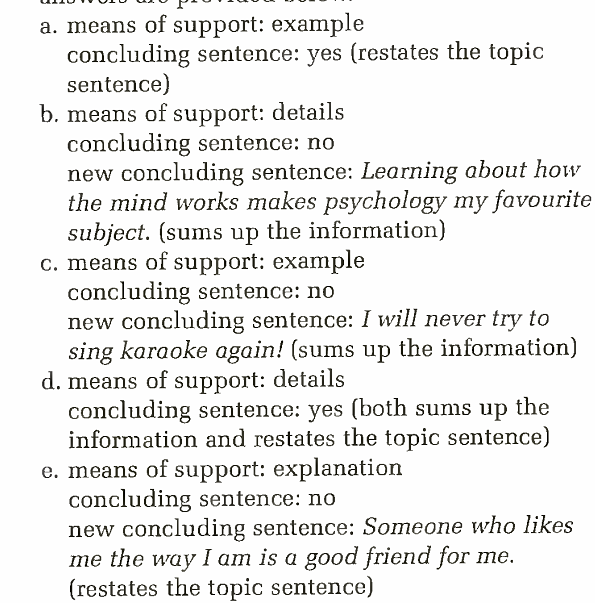 answers are provided below.
a. means of support: example
concluding sentence: yes (restates the topic
sentence)
b. means of support: details
concluding sentence: no
new concluding sentence: Learning about how
the mind works makes psychology my favourite
subject. (sums up the information)
c. means of support: example
concluding sentence: no
new concluding sentence: I will never try to
sing karaoke again! (sums up the information)
d. means of support: details
concluding sentence: yes (both sums up the
information and restates the topic sentence)
e. means of support: explanation
concluding sentence: no
new concluding sentence: Someone who likes
me the way I am is a good friend for me.
(restates the topic sentence)